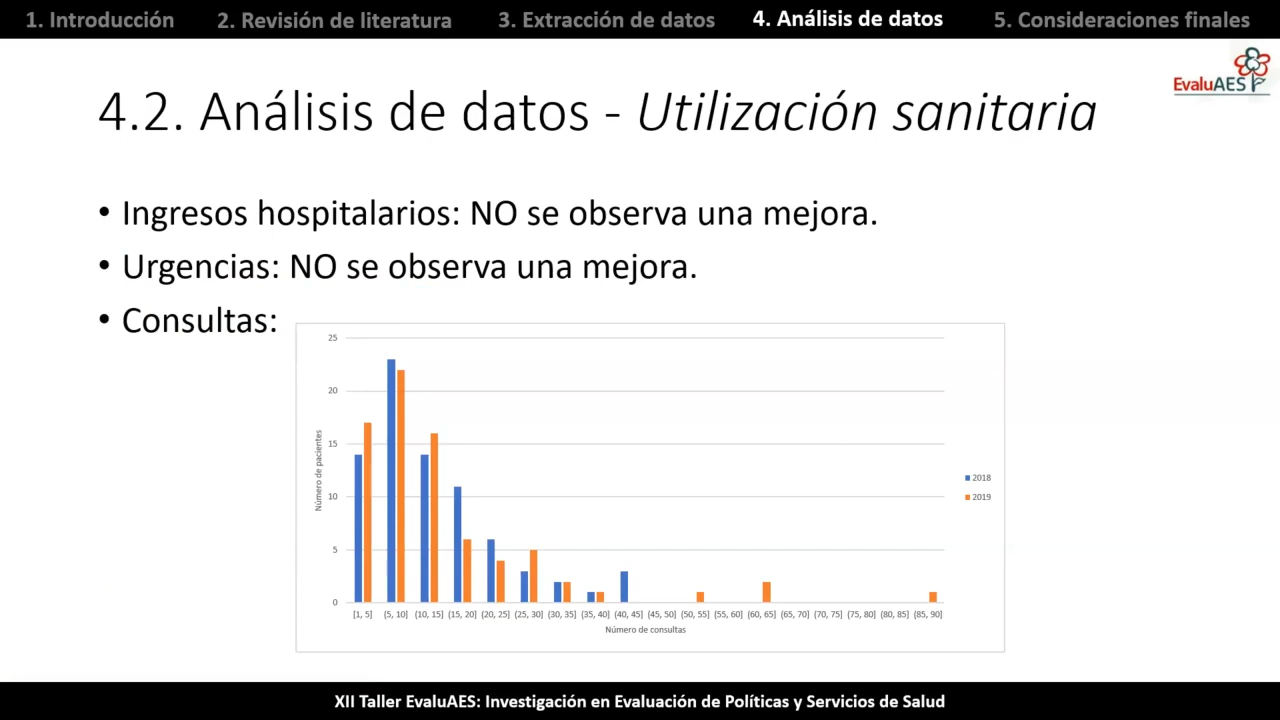 1. Introducción 2. Revisión de literatura 3. Extracción de datos 4. Análisis de datos 5. Consideraciones finales
EvaluAES
4.2. Análisis de datos - Utilización sanitaria
• Ingresos hospitalarios: NO se observa una mejora.
• Urgencias: NO se observa una mejora.
• Consultas:
25
20
15
10
5
0
Número de pacientes
[1, 5] (5, 10] (10, 15] (15, 20] (20, 25] (25, 30] (30, 35] (35, 40] (40, 45] (45, 50] (50, 55] (55, 60] (60, 65] (65, 70] (70, 75] (75, 80] (80, 85] (85, 90]
Número de consultas
2018
2019
XII Taller EvaluAES: Investigación en Evaluación de Políticas y Servicios de Salud